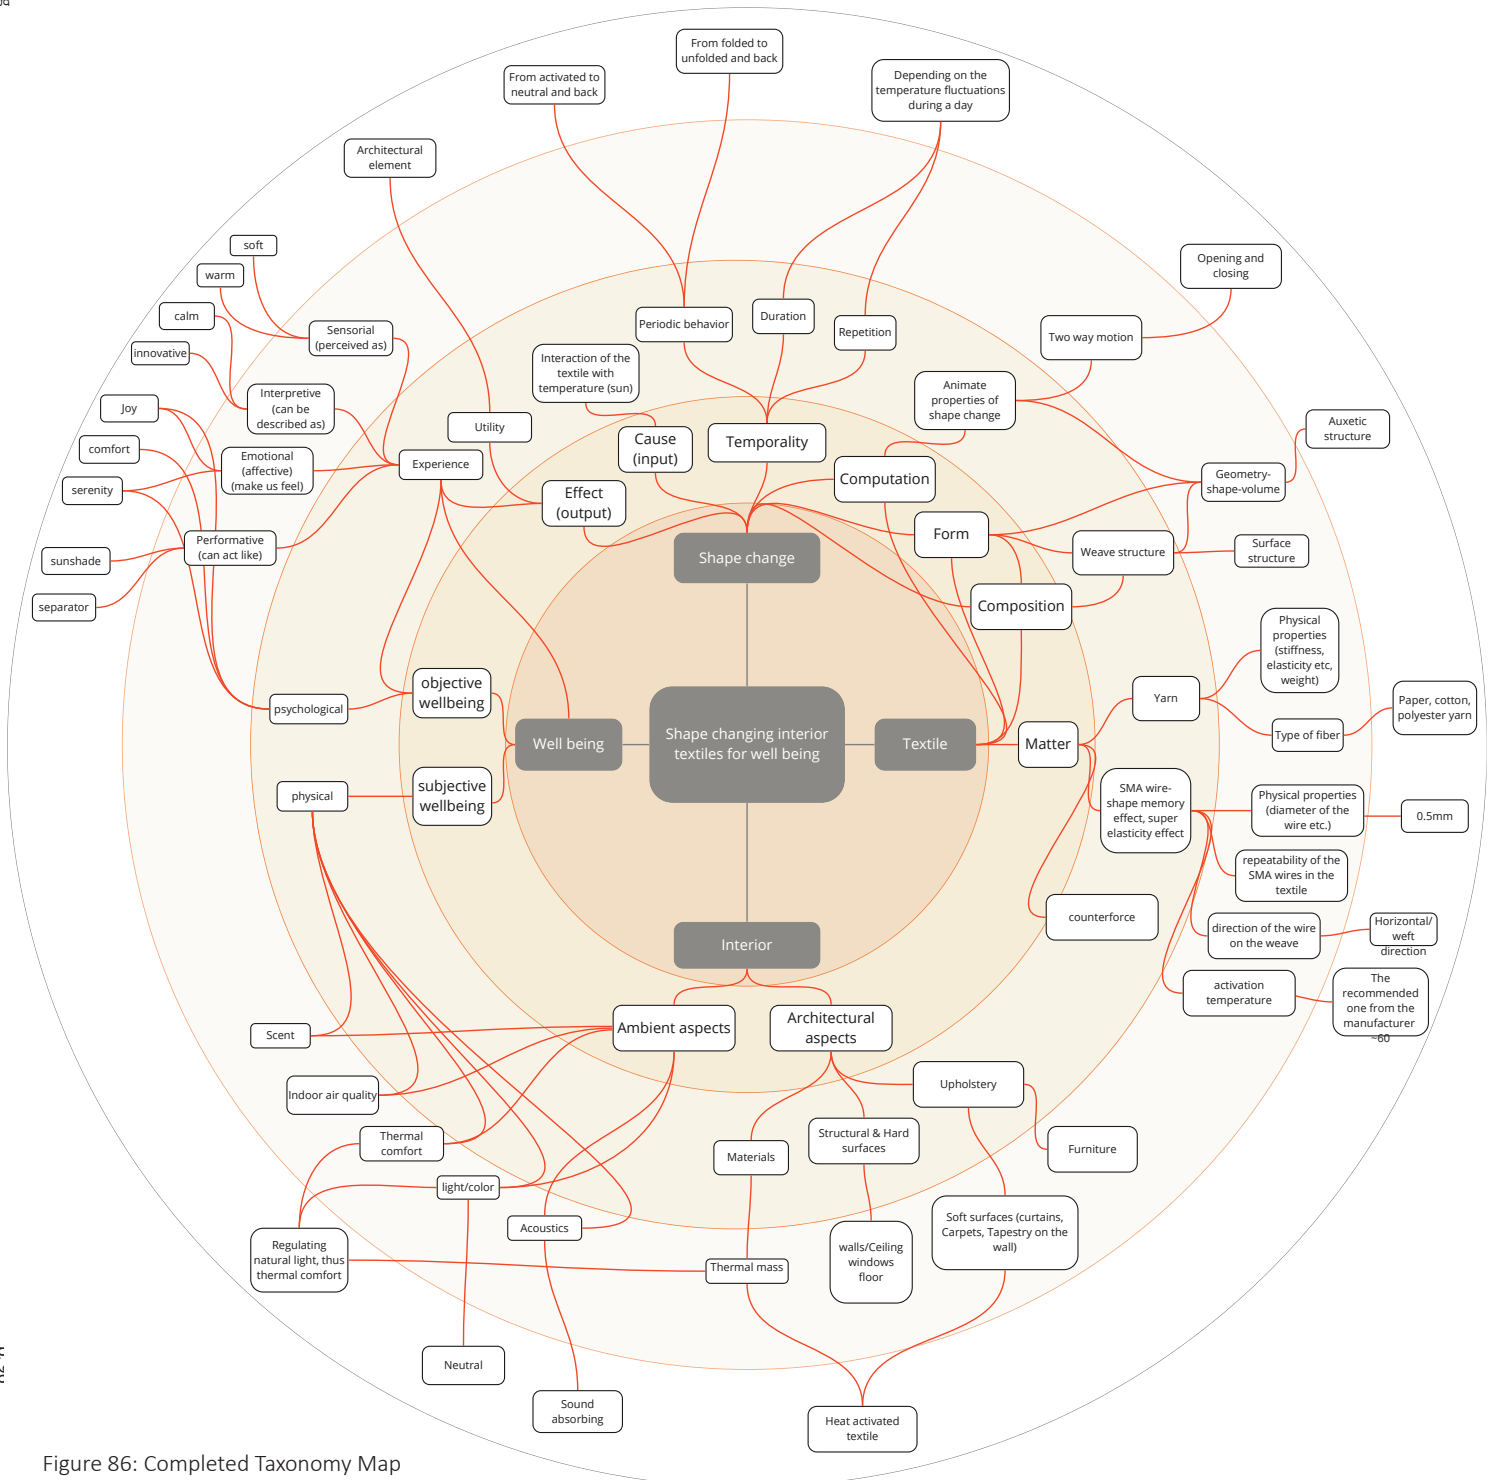 From folded to
unfolded and back
From activated to
neutral and back
Depending on the
temperature fluctuations
during a day
Architectural
element
soft
warm
calm
innovative
Joy
comfort
serenity
sunshade
separator
Sensorial
(perceived as)
Interpretive
(can be
described as)
Emotional
(affective)
(make us feel)
Performative
(can act like)
Experience
Utility
Effect
(output)
Interaction of the
textile with
temperature (sun)
Cause
(input)
Periodic behavior
Duration
Repetition
Temporality
Computation
Animate
properties of
shape change
Two way motion
Opening and
closing
Auxetic
structure
Geometry-
shape-volume
Form
Weave structure
Surface
structure
Composition
Shape change
objective
wellbeing
psychological
Well being
Shape changing interior
textiles for well being
Textile
Matter
Yarn
Physical
properties
(stiffness,
elasticity etc,
weight)
Type of fiber
Paper, cotton,
polyester yarn
subjective
wellbeing
physical
SMA wire-
shape memory
effect, super
elasticity effect
Physical properties
(diameter of the
wire etc.)
0.5mm
repeatability of the
SMA wires in the
textile
counterforce
direction of the wire
on the weave
Horizontal/
weft
direction
activation
temperature
The
recommended
one from the
manufacturer
~60
Interior
Ambient aspects
Architectural
aspects
Scent
Indoor air quality
Thermal
comfort
light/color
Acoustics
Regulating
natural light, thus
thermal comfort
Neutral
Sound
absorbing
Materials
Structural & Hard
surfaces
Upholstery
Furniture
Thermal mass
walls/Ceiling
windows
floor
Soft surfaces (curtains,
Carpets, Tapestry on the
wall)
Heat activated
textile
Figure 86: Completed Taxonomy Map